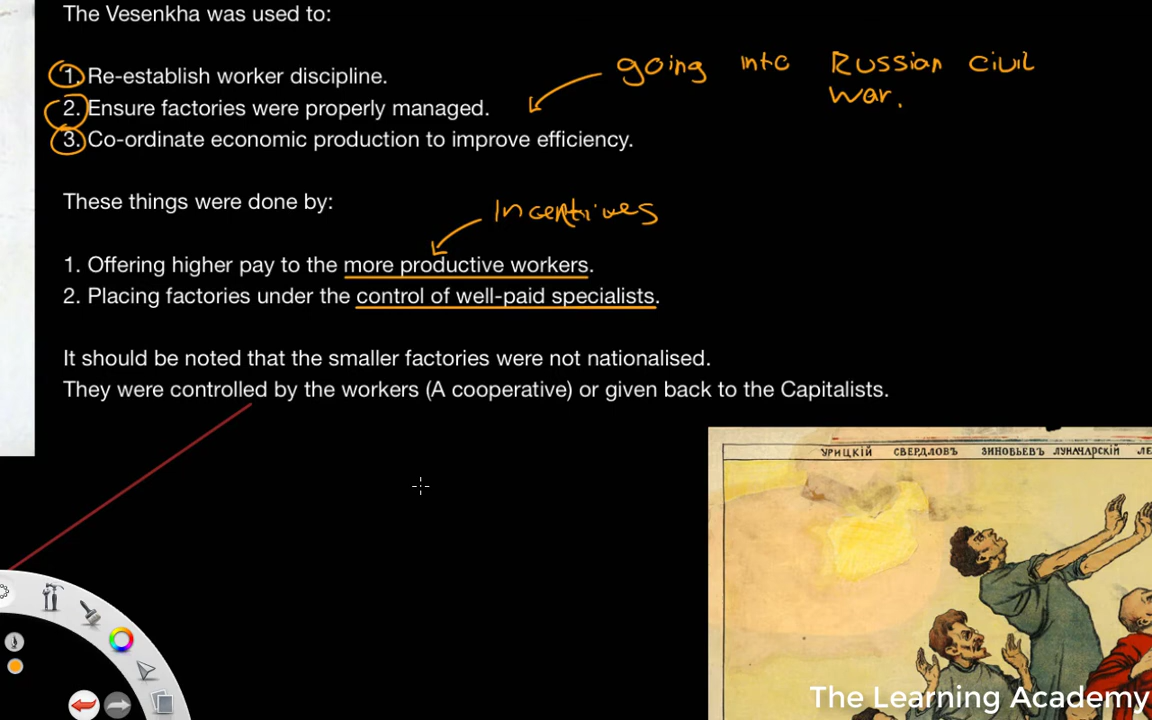 The Vesenkha was used to:
1. Re-establish worker discipline.
going into Russian civil
war.
2. Ensure factories were properly managed.
3. Co-ordinate economic production to improve efficiency.
These things were done by:
Incentives
1. Offering higher pay to the more productive workers.
2. Placing factories under the control of well-paid specialists.
It should be noted that the smaller factories were not nationalised.
They were controlled by the workers (A cooperative) or given back to the Capitalists.
УРИЦКІЙ СВЕРДЛОВЪ ЗИНОВЬЕВЪ ЛУНАЧАРСКІЙ ЛЕ
The Learning Academy